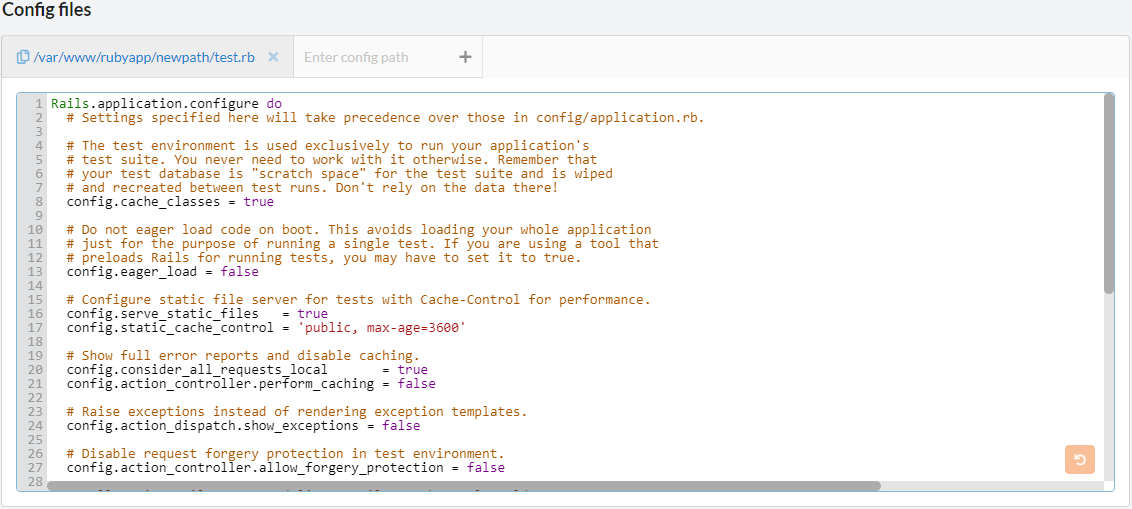 Config files
/var/www/rubyapp/newpath/test.rb × Enter config path +
1 Rails.application.configure do
2 # Settings specified here will take precedence over those in config/application.rb.
3
4 # The test environment is used exclusively to run your application's
5 # test suite. You never need to work with it otherwise. Remember that
6 # your test database is "scratch space" for the test suite and is wiped
7 # and recreated between test runs. Don't rely on the data there!
8 config.cache_classes = true
9
10 # Do not eager load code on boot. This avoids loading your whole application
11 # just for the purpose of running a single test. If you are using a tool that
12 # preloads Rails for running tests, you may have to set it to true.
13 config.eager_load = false
14
15 # Configure static file server for tests with Cache-Control for performance.
16 config.serve_static_files   = true
17 config.static_cache_control = 'public, max-age=3600'
18
19 # Show full error reports and disable caching.
20 config.consider_all_requests_local       = true
21 config.action_controller.perform_caching = false
22
23 # Raise exceptions instead of rendering exception templates.
24 config.action_dispatch.show_exceptions = false
25
26 # Disable request forgery protection in test environment.
27 config.action_controller.allow_forgery_protection = false
28